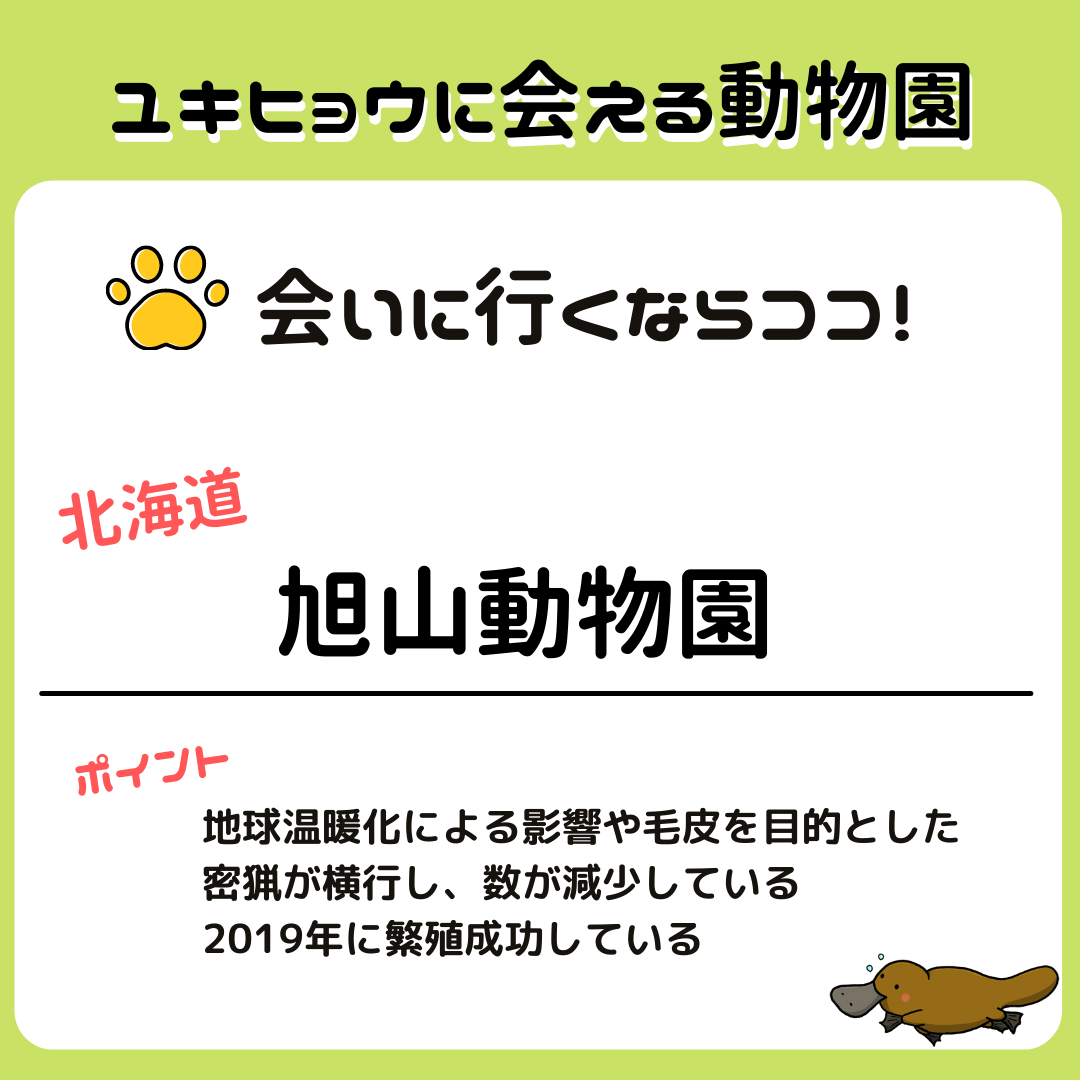 ユキヒョウに会える動物園
会いに行くならココ!
北海道
旭山動物園
ポイント
地球温暖化による影響や毛皮を目的とした
密猟が横行し、数が減少している
2019年に繁殖成功している